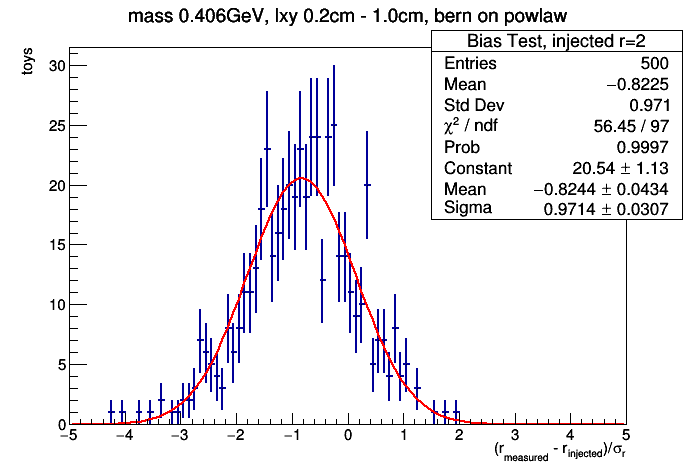 mass 0.406GeV, lxy 0.2cm - 1.0cm, bern on powlaw
toys
Bias Test, injected r=2
Entries 500
Mean −0.8225
Std Dev 0.971
χ² / ndf 56.45 / 97
Prob 0.9997
Constant 20.54 ± 1.13
Mean −0.8244 ± 0.0434
Sigma 0.9714 ± 0.0307
30
25
20
15
10
5
0
−5 −4 −3 −2 −1 0 1 2 3 4 5
(r_measured - r_injected)/σ_r